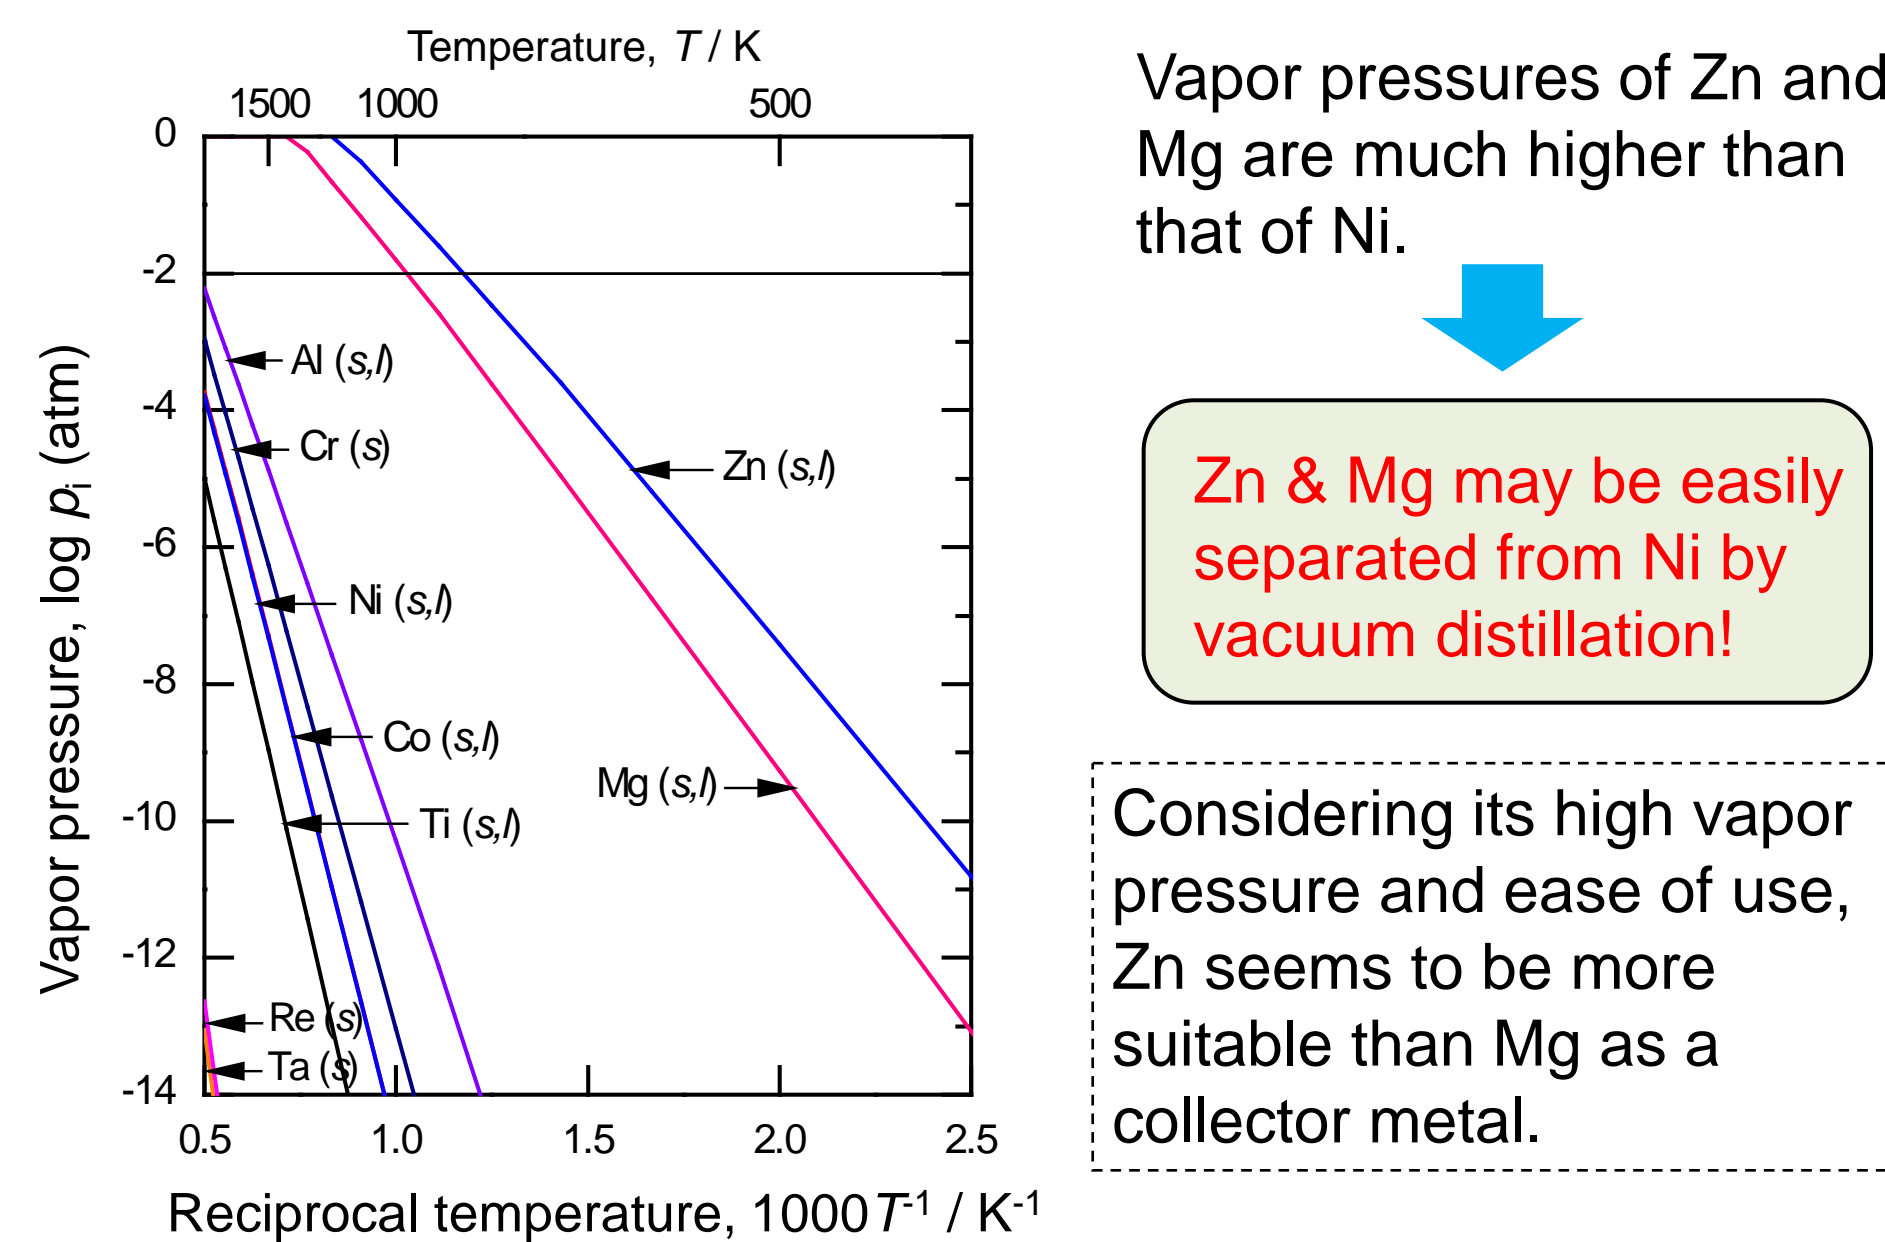 Temperature, T / K
1500 1000 500
0
-2
-4
-6
-8
-10
-12
-14
Vapor pressure, log pi (atm)
Al (s,l)
Cr (s)
Zn (s,l)
Ni (s,l)
Co (s,l)
Mg (s,l)
Ti (s,l)
Re (s)
Ta (s)
0.5 1.0 1.5 2.0 2.5
Reciprocal temperature, 1000T-1 / K-1
Vapor pressures of Zn and
Mg are much higher than
that of Ni.
Zn & Mg may be easily
separated from Ni by
vacuum distillation!
Considering its high vapor
pressure and ease of use,
Zn seems to be more
suitable than Mg as a
collector metal.